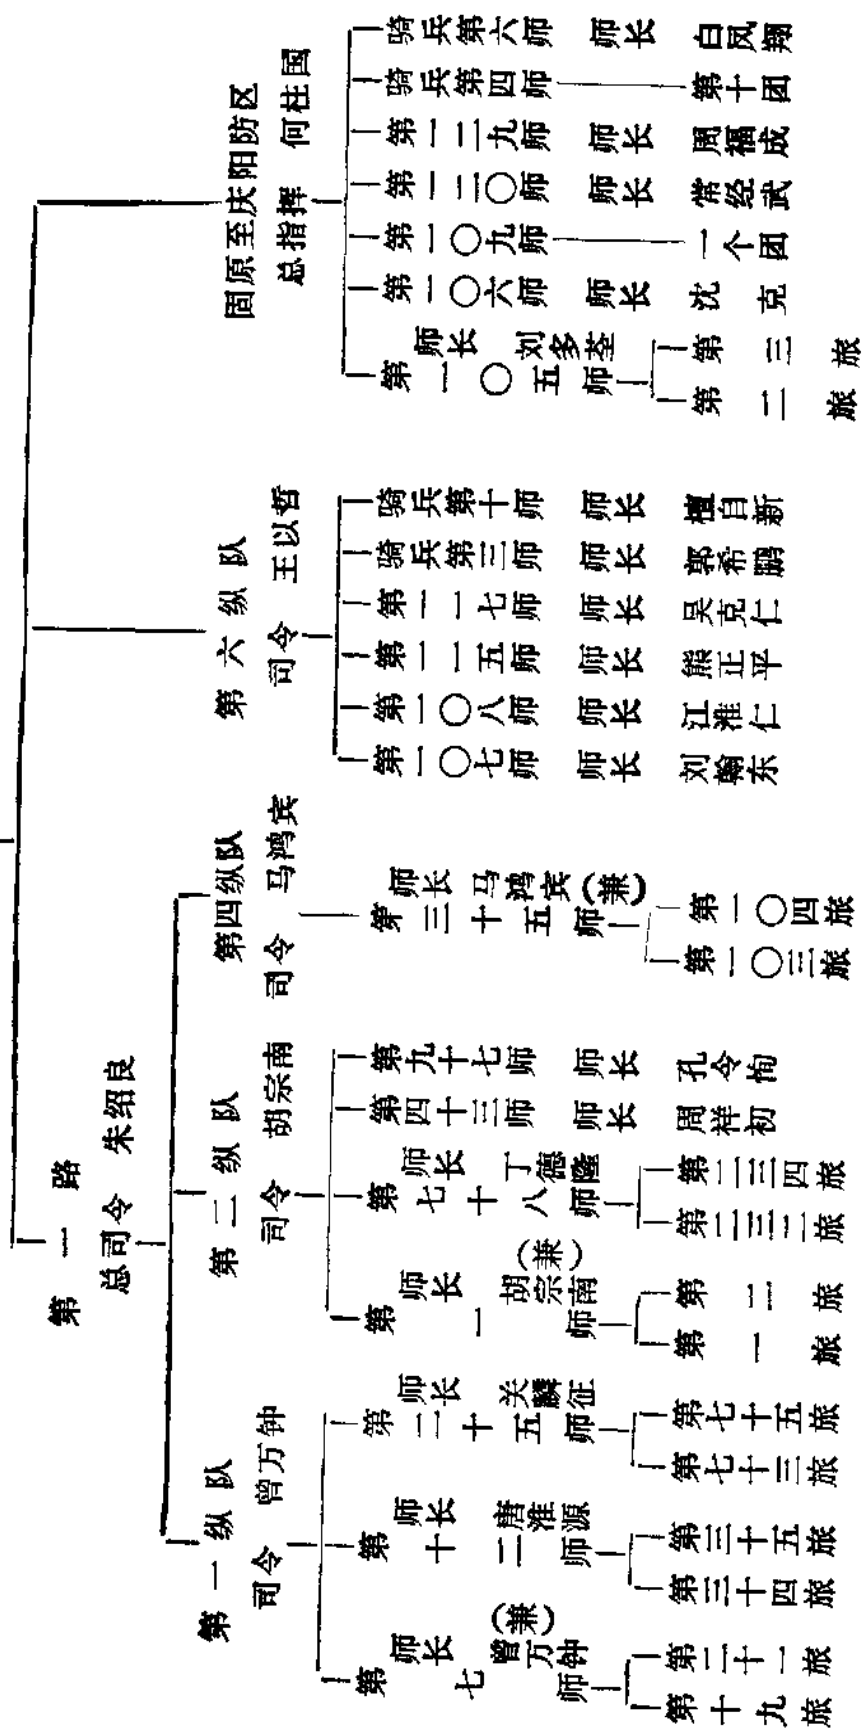 第一路
总司令 朱绍良
第一纵队
司令 曾万钟
第七师
师长 曾万钟(兼)
第十九旅
第二十一旅
第十二师
师长 唐淮源
第三十四旅
第三十五旅
第二十五师
师长 关麟征
第七十三旅
第七十五旅
第二纵队
司令 胡宗南
第一师
师长 胡宗南(兼)
第一旅
第二旅
第七十八师
师长 丁德隆
第二三二旅
第二三四旅
第四十三师 师长 周祥初
第九十七师 师长 孔令恂
第四纵队
司令 马鸿宾
第三十五师
师长 马鸿宾(兼)
第一〇三旅
第一〇四旅
第六纵队
司令 王以哲
第一〇七师 师长 刘翰东
第一〇八师 师长 江淮仁
第一一五师 师长 熊正平
第一一七师 师长 吴克仁
骑兵第三师 师长 郭希鹏
骑兵第十师 师长 檀自新
固原至庆阳防区
总指挥 何柱国
第一〇五师
师长 刘多荃
第二旅
第三旅
第一〇六师 师长 沈克
第一〇九师 一个团
第一二〇师 师长 常经武
第一二九师 师长 周福成
骑兵第四师 第十团
骑兵第六师 师长 白凤翔